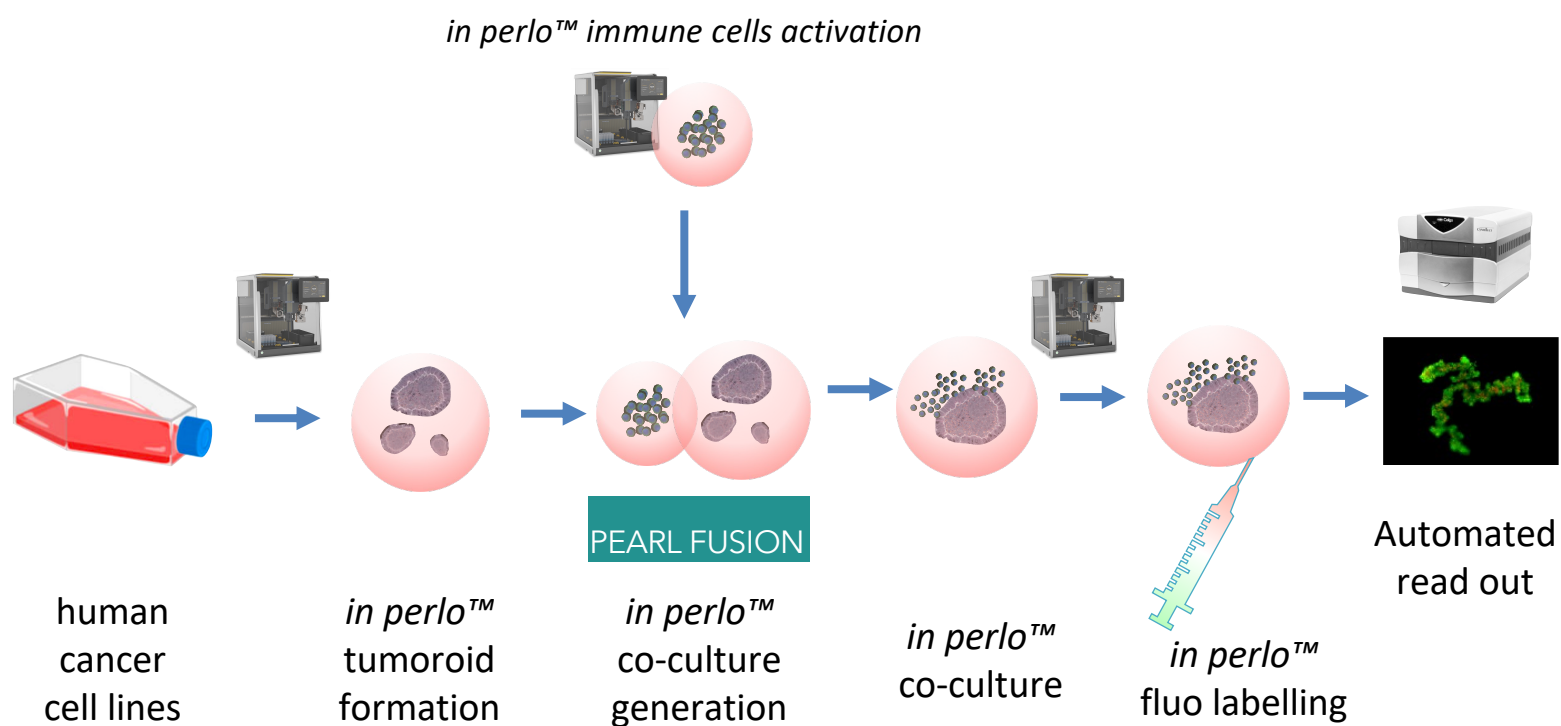 in perlo™ immune cells activation
PEARL FUSION
human
cancer
cell lines
in perlo™
tumoroid
formation
in perlo™
co-culture
generation
in perlo™
co-culture
in perlo™
fluo labelling
Automated
read out